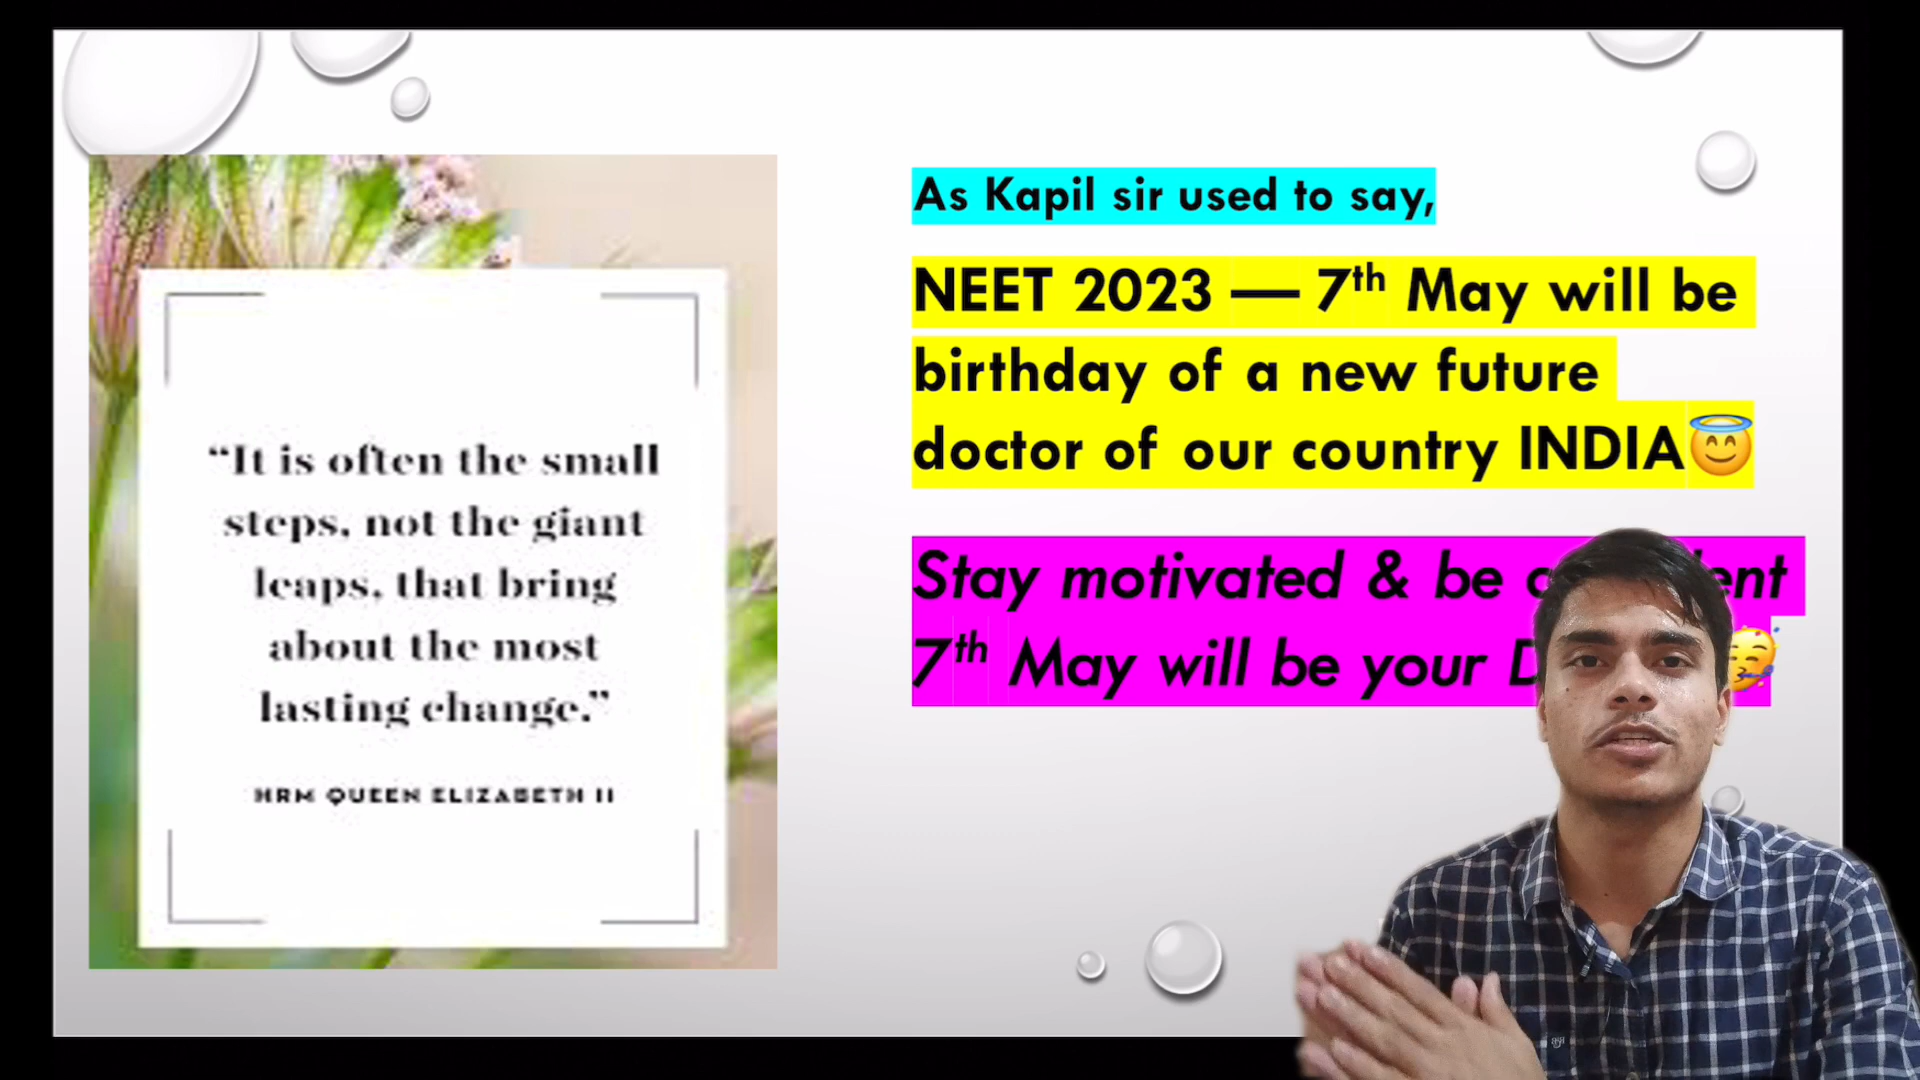 “It is often the small
steps, not the giant
leaps, that bring
about the most
lasting change.”
HRM QUEEN ELIZABETH II
As Kapil sir used to say,
NEET 2023 — 7th May will be
birthday of a new future
doctor of our country INDIA😇
Stay motivated & be
7th May will be your